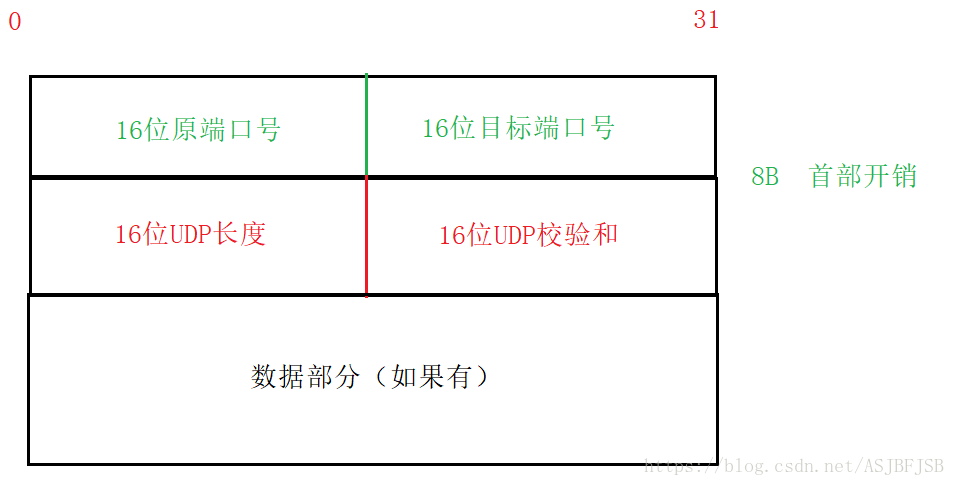 0 31
16位原端口号 16位目标端口号
8B 首部开销
16位UDP长度 16位UDP校验和
数据部分（如果有）
https://blog.csdn.net/ASJBFJSB